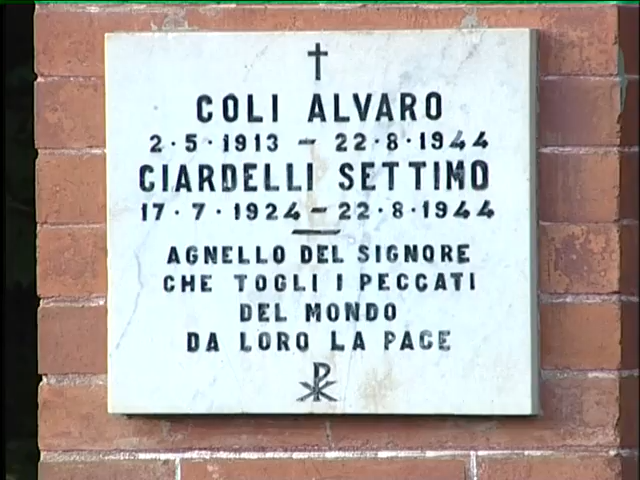 COLI ALVARO
2·5·1913 – 22·8·1944
CIARDELLI SETTIMO
17·7·1924 – 22·8·1944
AGNELLO DEL SIGNORE
CHE TOGLI I PECCATI
DEL MONDO
DA LORO LA PACE